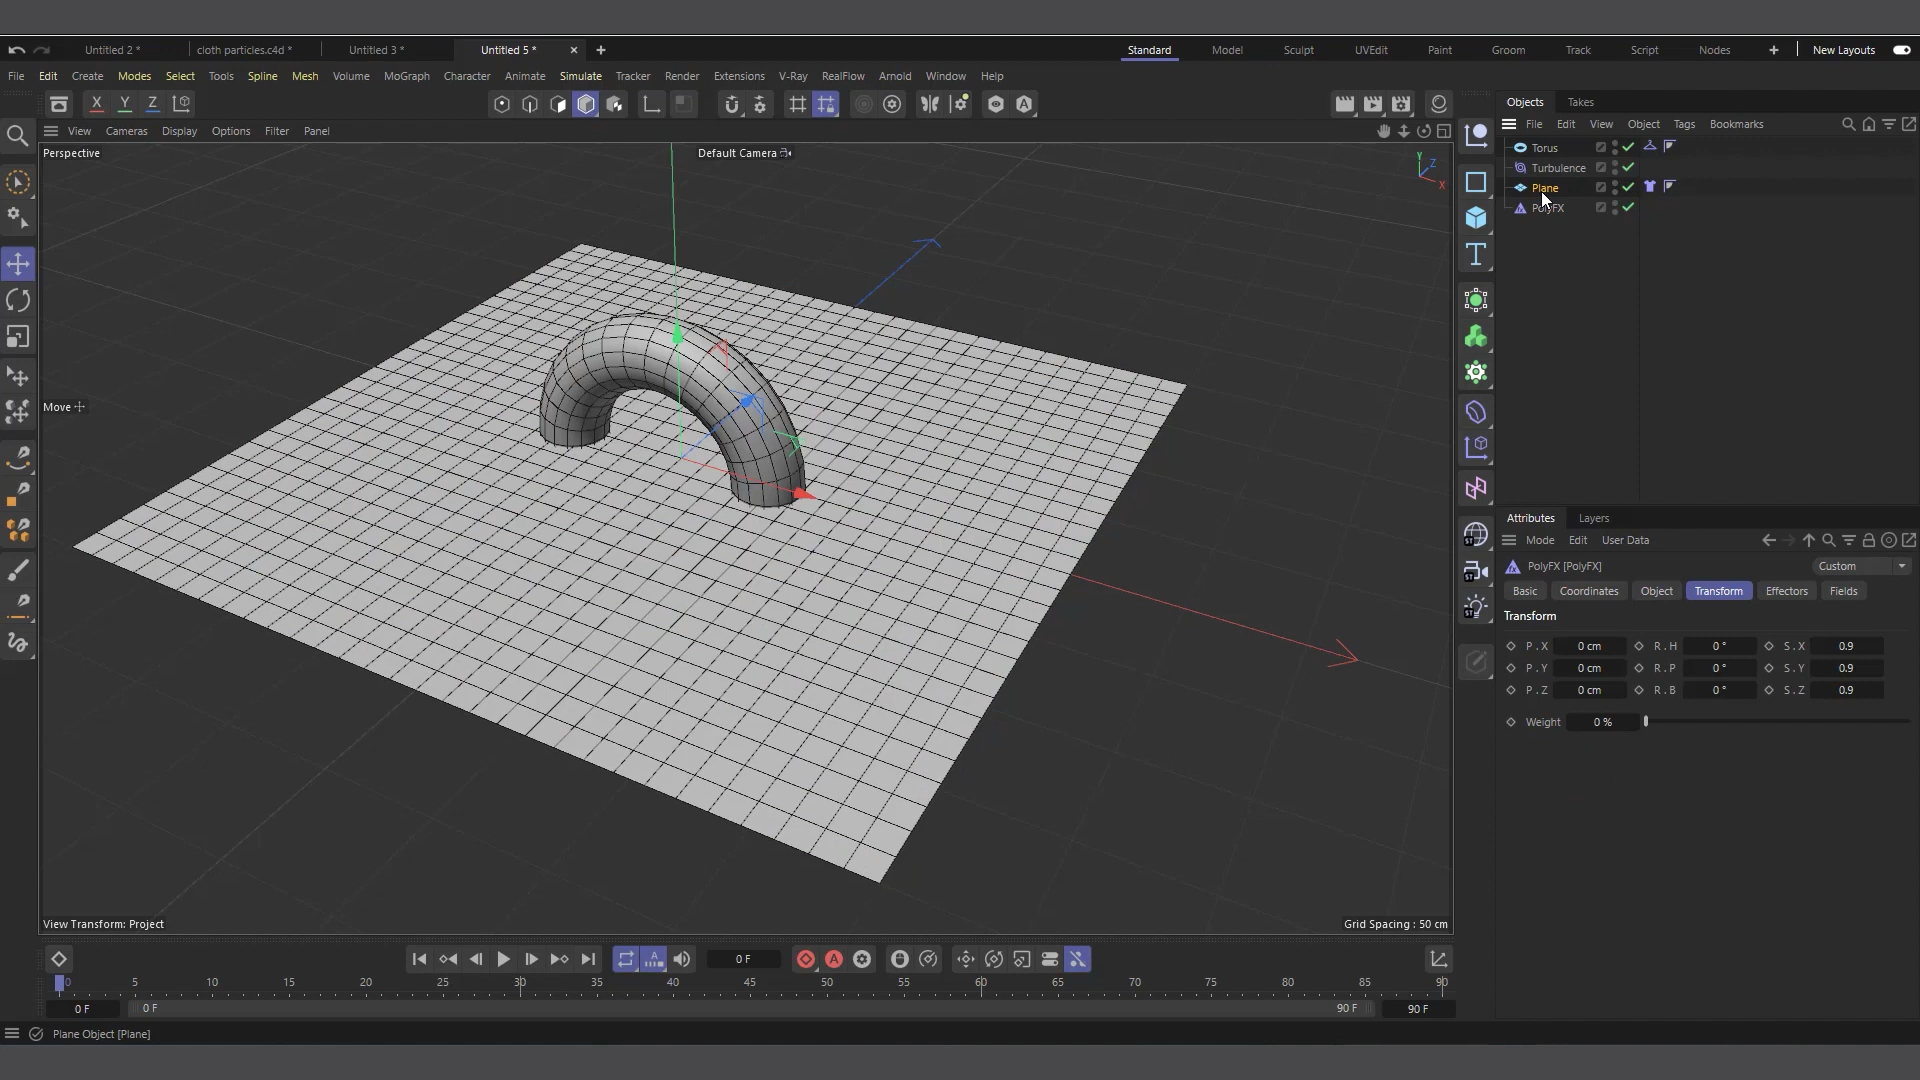 Untitled 2 * cloth particles.c4d * Untitled 3 * Untitled 5 * Standard Model Sculpt UVEdit Paint Groom Track Script Nodes New Layouts
File Edit Create Modes Select Tools Spline Mesh Volume MoGraph Character Animate Simulate Tracker Render Extensions V-Ray RealFlow Arnold Window Help
X Y Z
Objects Takes
View Cameras Display Options Filter Panel
File Edit View Object Tags Bookmarks
Perspective
Default Camera
Y Z X
Torus
Turbulence
Plane
PolyFX
Move
Attributes Layers
Mode Edit User Data
PolyFX [PolyFX] Custom
Basic Coordinates Object Transform Effectors Fields
Transform
P . X 0 cm R . H 0 ° S . X 0.9
P . Y 0 cm R . P 0 ° S . Y 0.9
P . Z 0 cm R . B 0 ° S . Z 0.9
Weight 0 %
ST
ST
ST
View Transform: Project Grid Spacing : 50 cm
0 F
0 5 10 15 20 25 30 35 40 45 50 55 60 65 70 75 80 85 90
0 F 0 F 90 F 90 F
Plane Object [Plane]